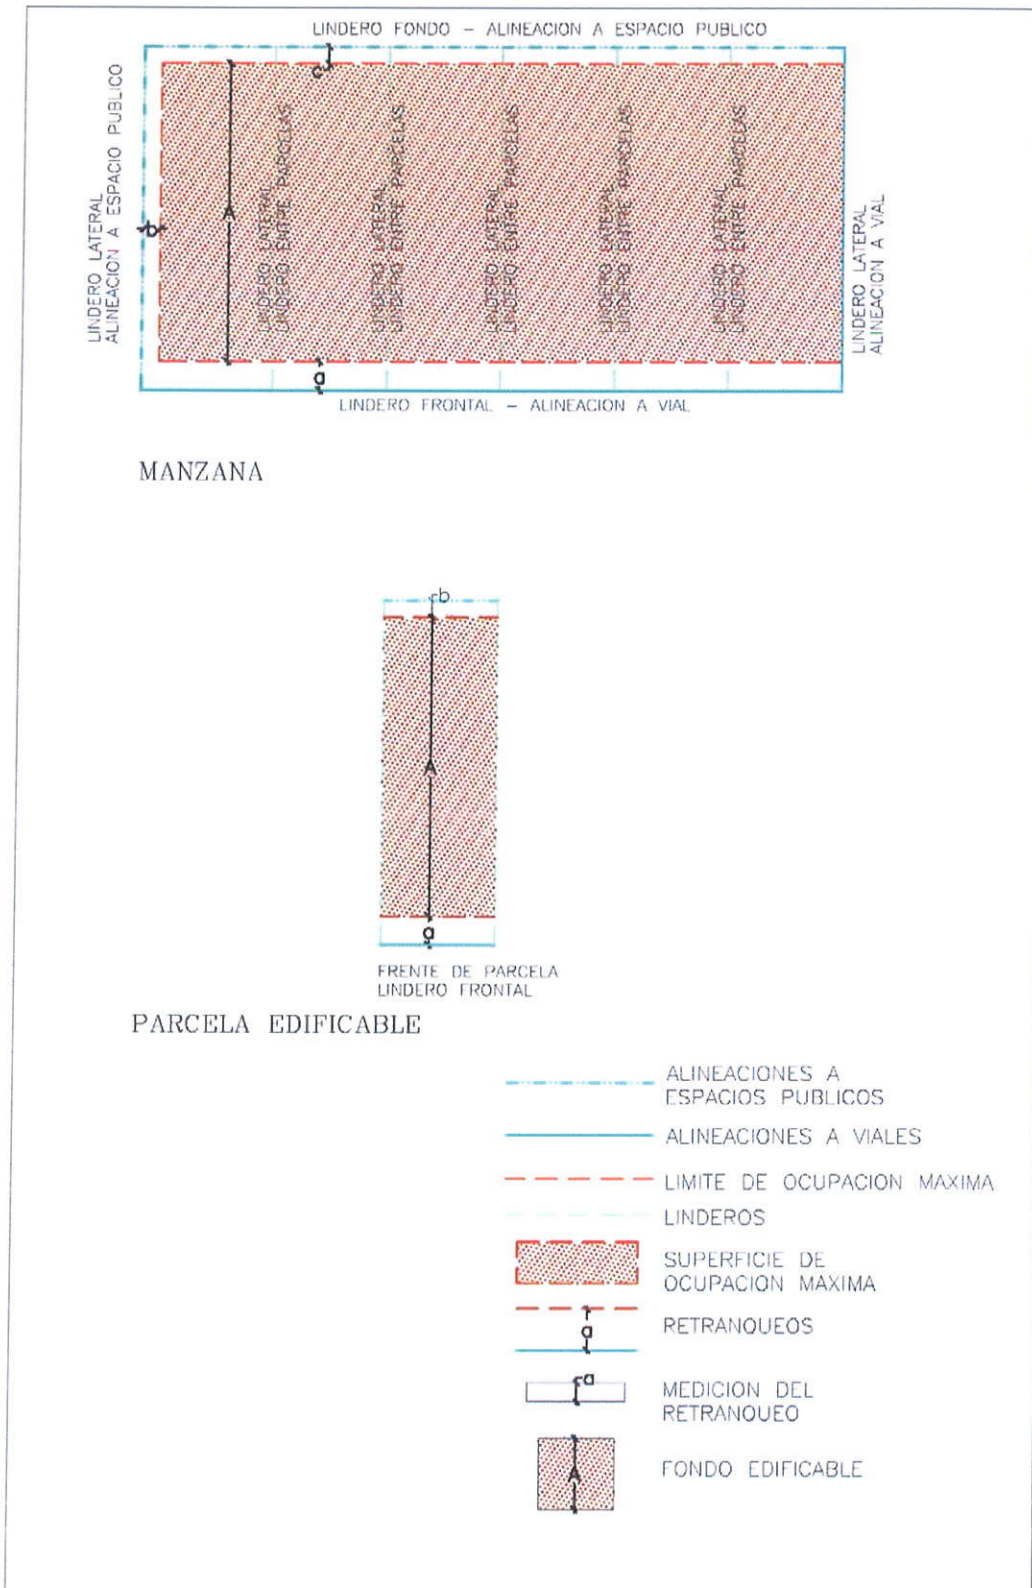 LINDERO FONDO – ALINEACION A ESPACIO PUBLICO
c
LINDERO LATERAL
ALINEACION A ESPACIO PUBLICO
b
A
LINDERO LATERAL
LINDERO ENTRE PARCELAS
LINDERO LATERAL
LINDERO ENTRE PARCELAS
LINDERO LATERAL
LINDERO ENTRE PARCELAS
LINDERO LATERAL
LINDERO ENTRE PARCELAS
LINDERO LATERAL
LINDERO ENTRE PARCELAS
LINDERO LATERAL
ALINEACION A VIAL
a
LINDERO FRONTAL – ALINEACION A VIAL
MANZANA
b
A
a
FRENTE DE PARCELA
LINDERO FRONTAL
PARCELA EDIFICABLE
ALINEACIONES A
ESPACIOS PUBLICOS
ALINEACIONES A VIALES
LIMITE DE OCUPACION MAXIMA
LINDEROS
SUPERFICIE DE
OCUPACION MAXIMA
a
RETRANQUEOS
a
MEDICION DEL
RETRANQUEO
A
FONDO EDIFICABLE